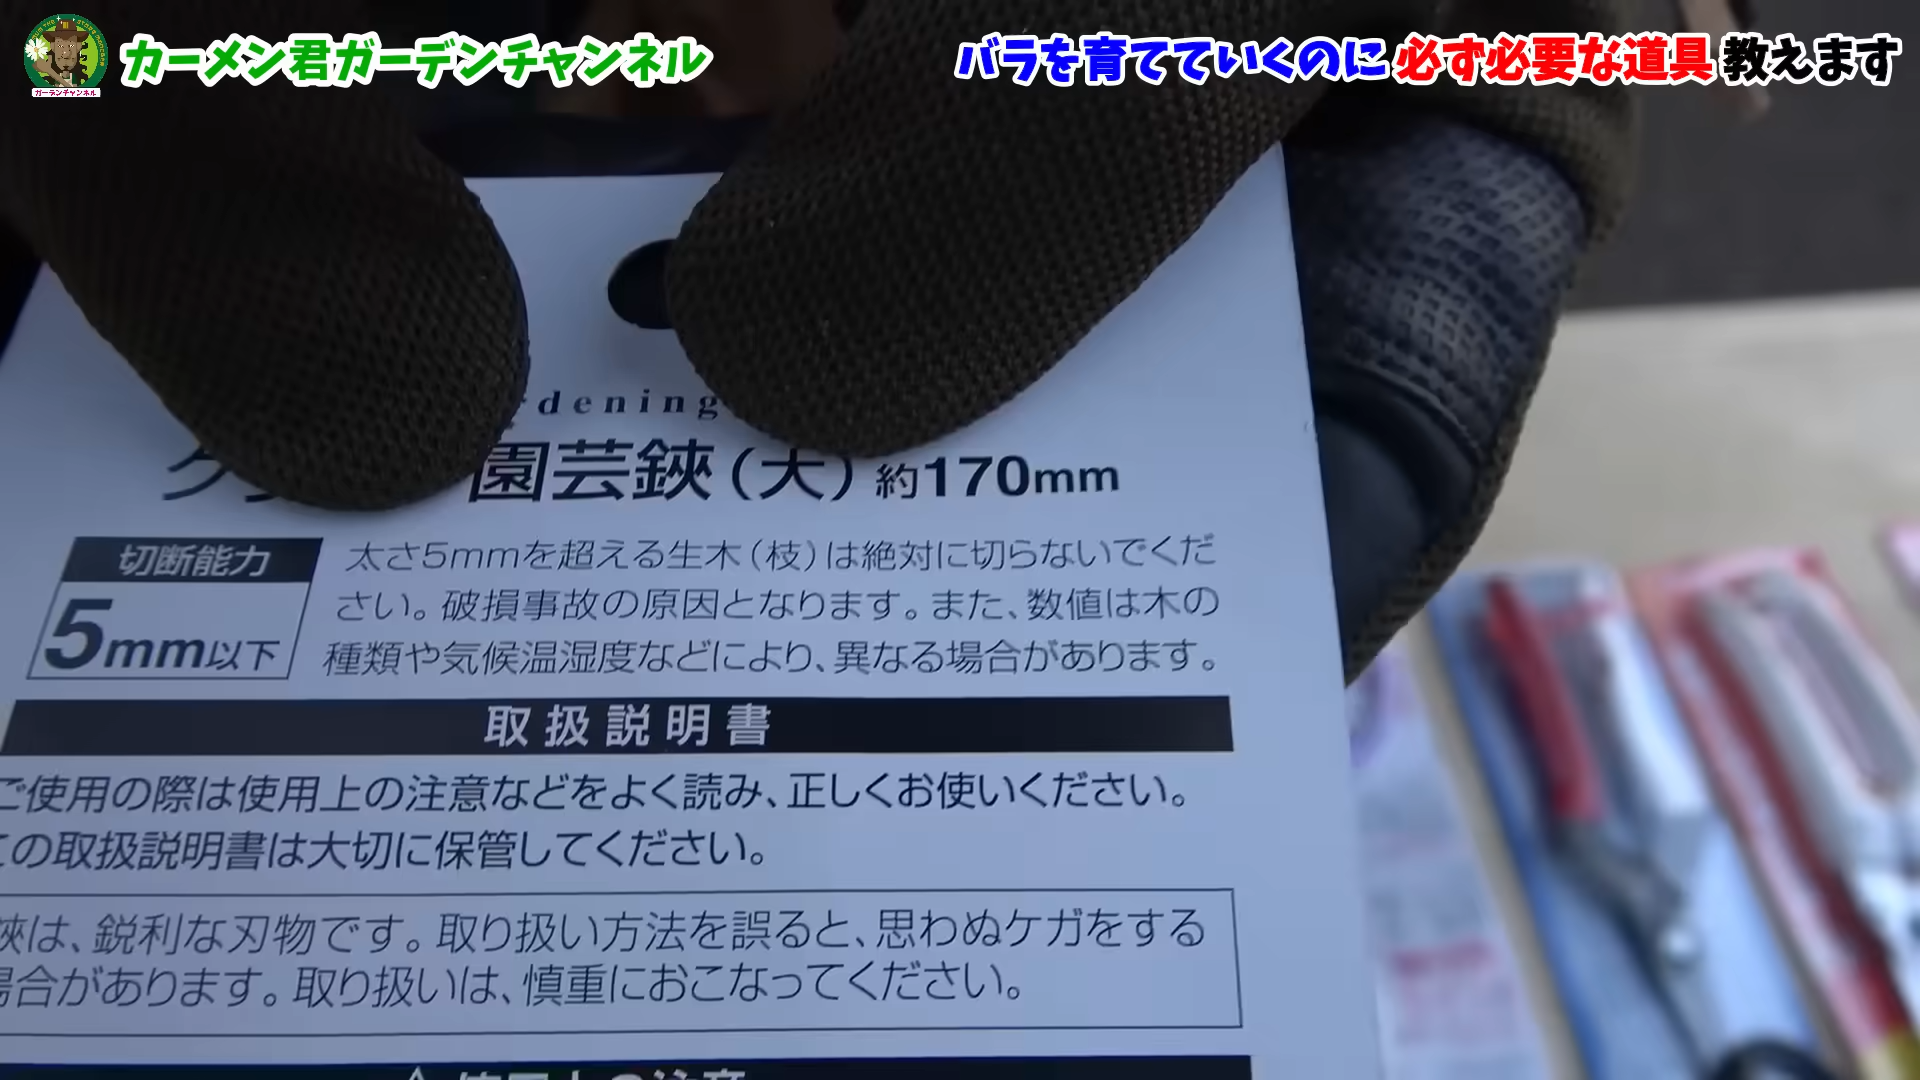 カーメン君ガーデンチャンネル
バラを育てていくのに必ず必要な道具教えます
ガーデンチャンネル
dening
園芸鋏（大）約170mm
切断能力
5mm以下
太さ5mmを超える生木（枝）は絶対に切らないでくだ
さい。破損事故の原因となります。また、数値は木の
種類や気候温湿度などにより、異なる場合があります。
取扱説明書
ご使用の際は使用上の注意などをよく読み、正しくお使いください。
この取扱説明書は大切に保管してください。
鋏は、鋭利な刃物です。取り扱い方法を誤ると、思わぬケガをする
場合があります。取り扱いは、慎重におこなってください。